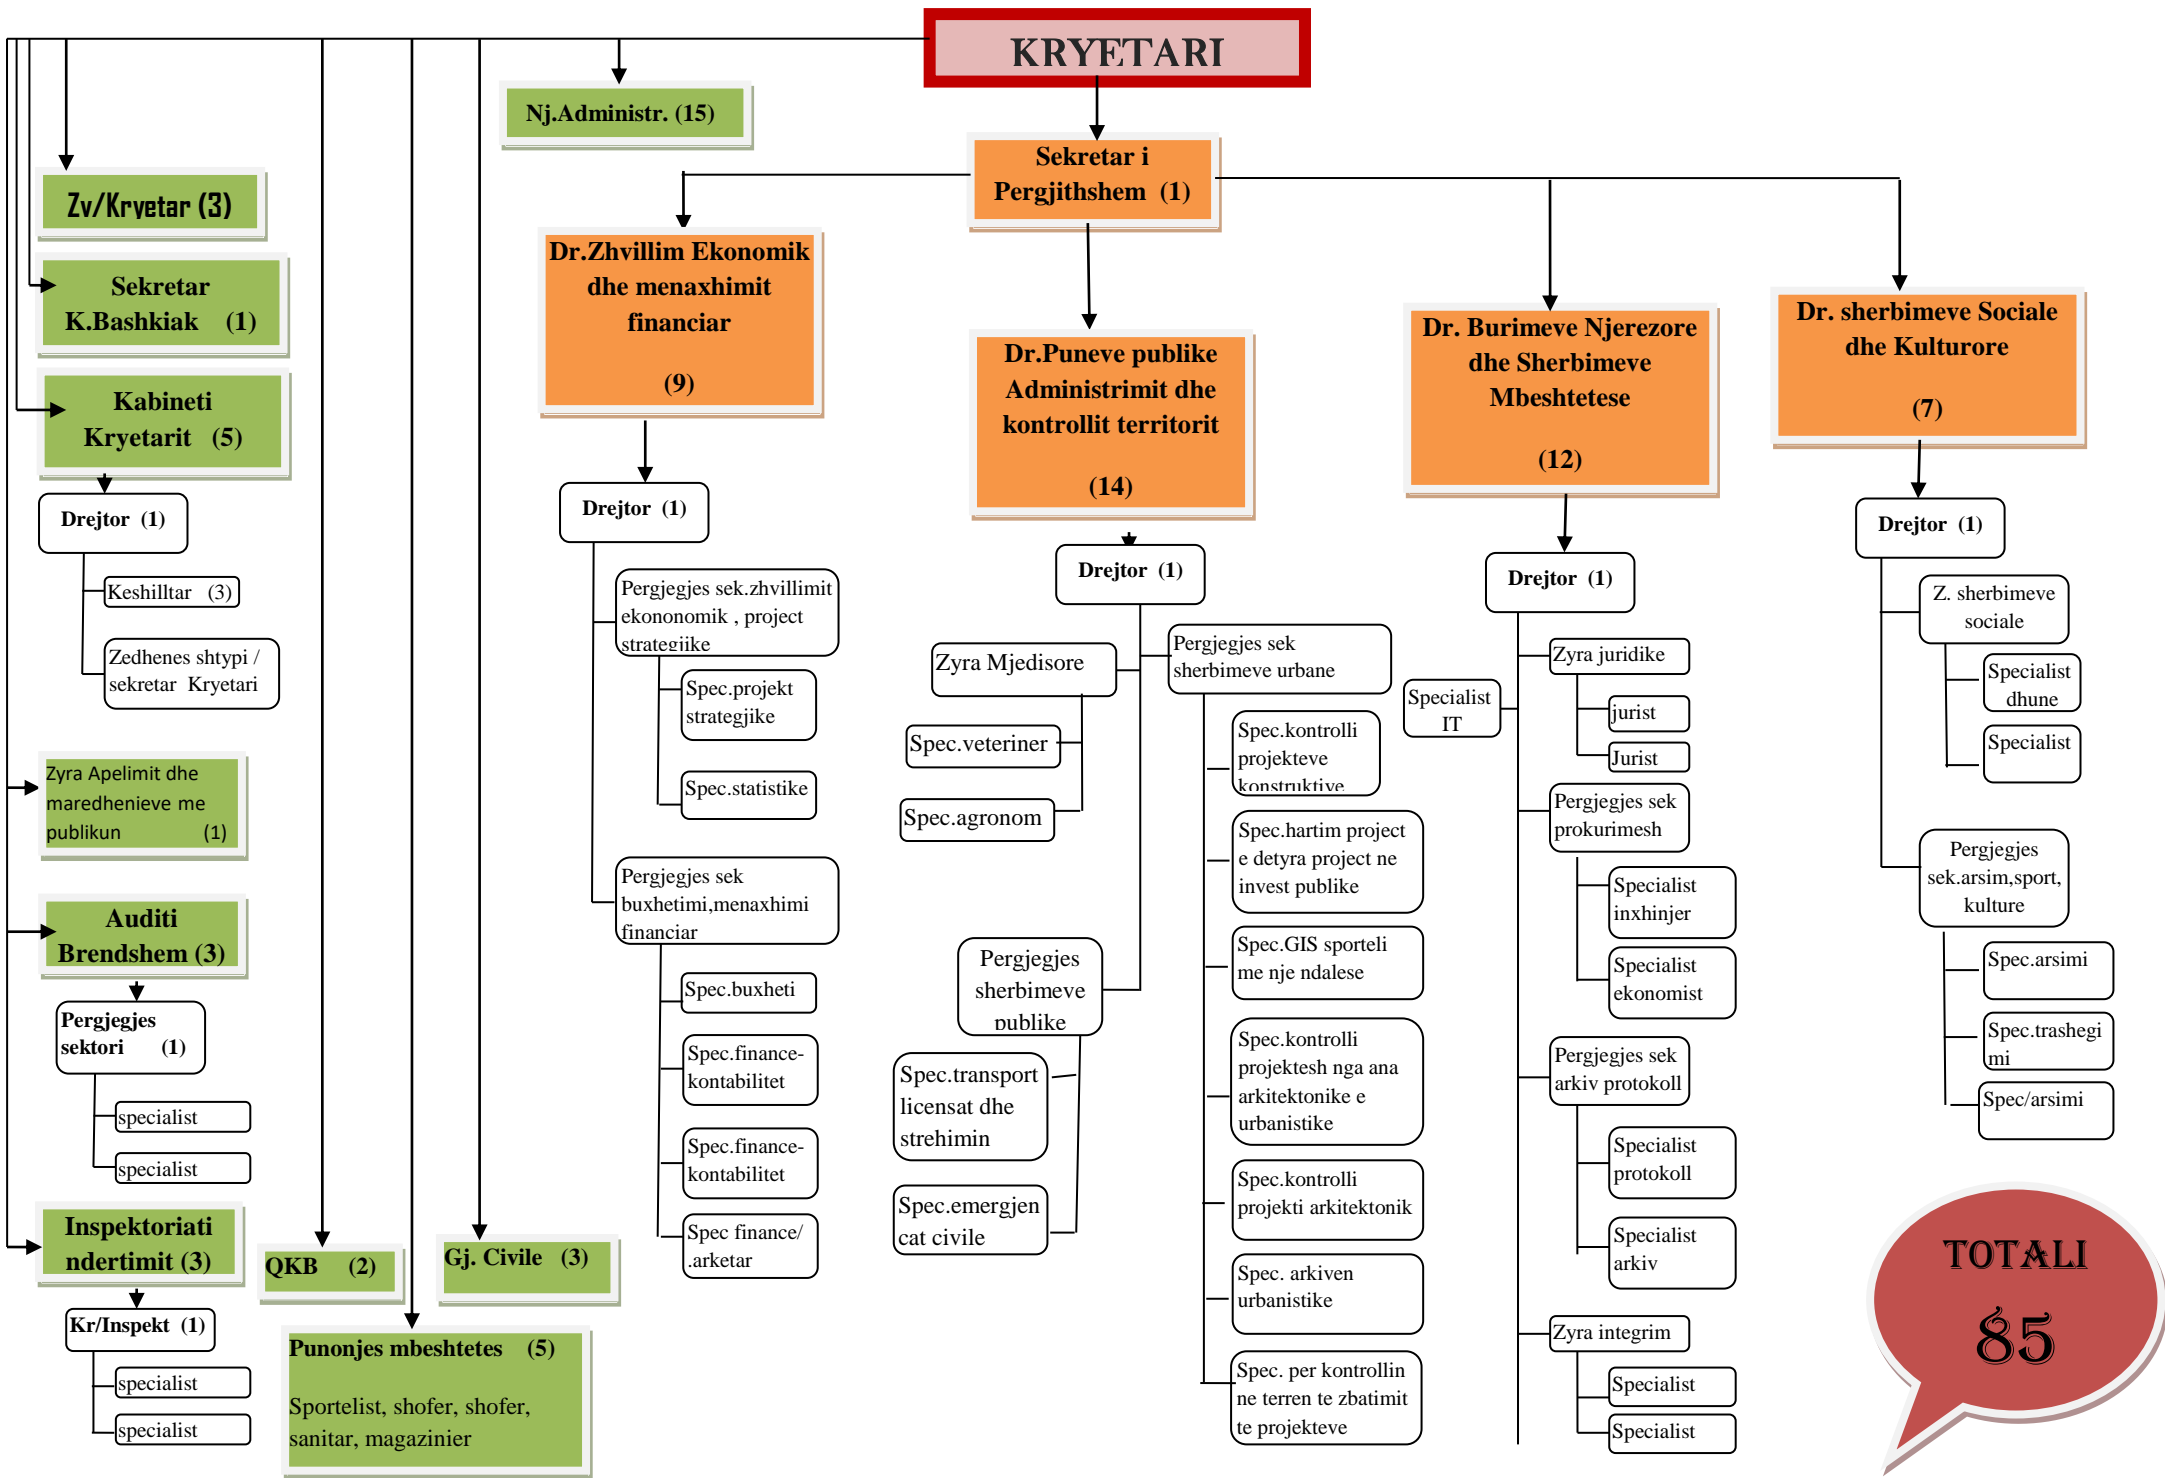 KRYETARI
Nj.Administr. (15)
Sekretar i
Pergjithshem (1)
Zv/Kryetar (3)
Sekretar
K.Bashkiak (1)
Kabineti
Kryetarit (5)
Drejtor (1)
Keshilltar (3)
Zedhenes shtypi /
sekretar Kryetari
Zyra Apelimit dhe
maredhenieve me
publikun (1)
Auditi
Brendshem (3)
Pergjegjes
sektori (1)
specialist
specialist
Inspektoriati
ndertimit (3)
Kr/Inspekt (1)
specialist
specialist
QKB (2)
Gj. Civile (3)
Punonjes mbeshtetes (5)
Sportelist, shofer, shofer,
sanitar, magazinier
Dr.Zhvillim Ekonomik
dhe menaxhimit
financiar
(9)
Drejtor (1)
Pergjegjes sek.zhvillimit
ekononomik , project
strategjike
Spec.projekt
strategjike
Spec.statistike
Pergjegjes sek
buxhetimi,menaxhimi
financiar
Spec.buxheti
Spec.finance-
kontabilitet
Spec.finance-
kontabilitet
Spec finance/
.arketar
Dr.Puneve publike
Administrimit dhe
kontrollit territorit
(14)
Drejtor (1)
Zyra Mjedisore
Spec.veteriner
Spec.agronom
Pergjegjes
sherbimeve
publike
Spec.transport
licensat dhe
strehimin
Spec.emergjen
cat civile
Pergjegjes sek
sherbimeve urbane
Spec.kontrolli
projekteve
konstruktive
Spec.hartim project
e detyra project ne
invest publike
Spec.GIS sporteli
me nje ndalese
Spec.kontrolli
projektesh nga ana
arkitektonike e
urbanistike
Spec.kontrolli
projekti arkitektonik
Spec. arkiven
urbanistike
Spec. per kontrollin
ne terren te zbatimit
te projekteve
Dr. Burimeve Njerezore
dhe Sherbimeve
Mbeshtetese
(12)
Drejtor (1)
Specialist
IT
Zyra juridike
jurist
Jurist
Pergjegjes sek
prokurimesh
Specialist
inxhinjer
Specialist
ekonomist
Pergjegjes sek
arkiv protokoll
Specialist
protokoll
Specialist
arkiv
Zyra integrim
Specialist
Specialist
Dr. sherbimeve Sociale
dhe Kulturore
(7)
Drejtor (1)
Z. sherbimeve
sociale
Specialist
dhune
Specialist
Pergjegjes
sek.arsim,sport,
kulture
Spec.arsimi
Spec.trashegi
mi
Spec/arsimi
TOTALI
85